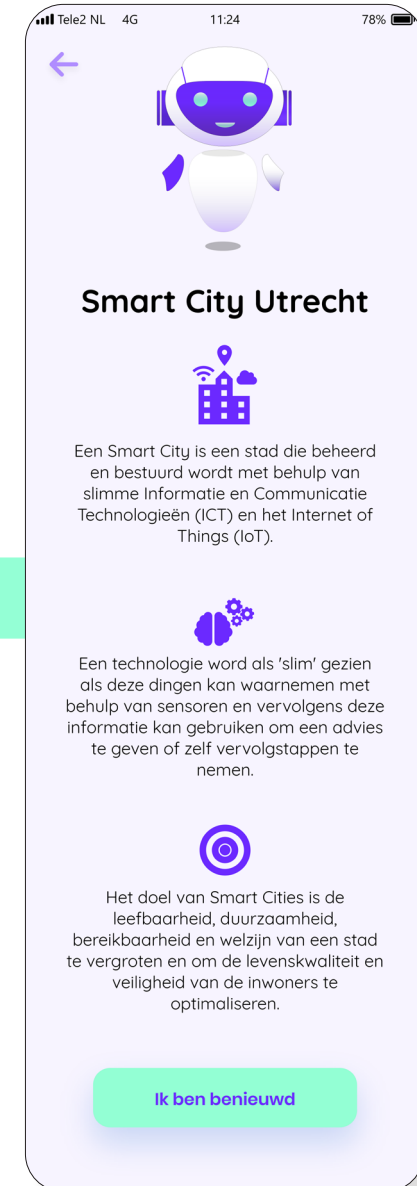 Tele2 NL 4G 11:24 78%
Smart City Utrecht
Een Smart City is een stad die beheerd
en bestuurd wordt met behulp van
slimme Informatie en Communicatie
Technologieën (ICT) en het Internet of
Things (IoT).
Een technologie word als 'slim' gezien
als deze dingen kan waarnemen met
behulp van sensoren en vervolgens deze
informatie kan gebruiken om een advies
te geven of zelf vervolgstappen te
nemen.
Het doel van Smart Cities is de
leefbaarheid, duurzaamheid,
bereikbaarheid en welzijn van een stad
te vergroten en om de levenskwaliteit en
veiligheid van de inwoners te
optimaliseren.
Ik ben benieuwd